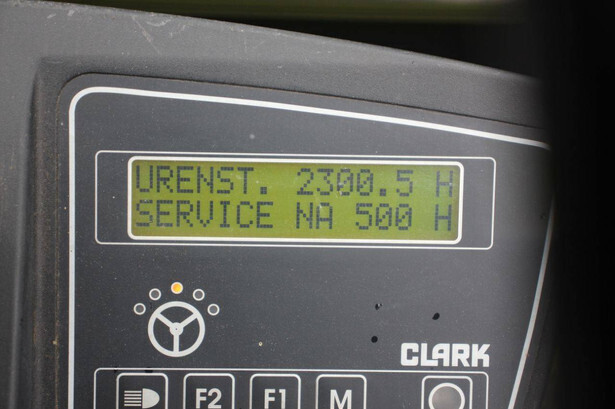 URENST. 2300.5 H
SERVICE NA 500 H
CLARK
F2 F1 M